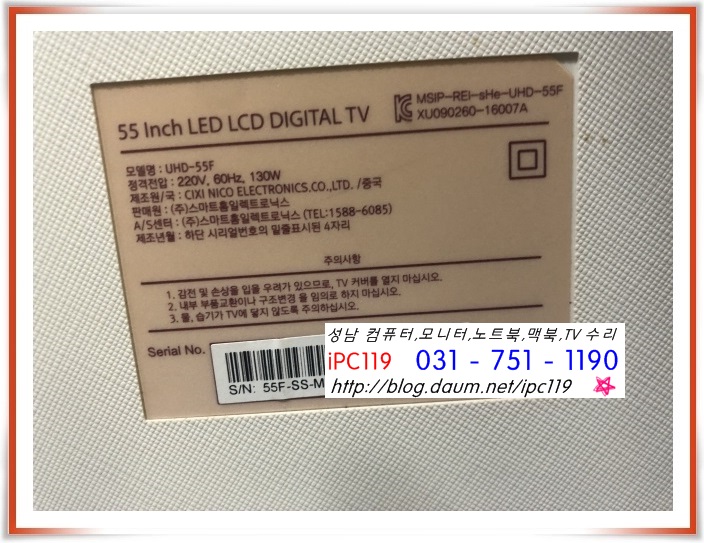 55 Inch LED LCD DIGITAL TV
MSIP-REI-sHe-UHD-55F
XU090260-16007A
모델명 : UHD-55F
정격전압 : 220V, 60Hz, 130W
제조원/국 : CIXI NICO ELECTRONICS.CO.,LTD. /중국
판매원 : (주)스마트홈일렉트로닉스
A/S센터 : (주)스마트홈일렉트로닉스 (TEL:1588-6085)
제조년월 : 하단 시리얼번호의 밑줄표시된 4자리
주의사항
1. 감전 및 손상을 입을 우려가 있으므로, TV 커버를 열지 마십시오.
2. 내부 부품교환이나 구조변경 을 임의로 하지 마십시오.
3. 물, 습기가 TV에 닿지 않도록 주의하십시오.
Serial No.
S/N: 55F-SS-M
성남 컴퓨터,모니터,노트북,맥북,TV 수리
iPC119 031 - 751 - 1190
http://blog.daum.net/ipc119